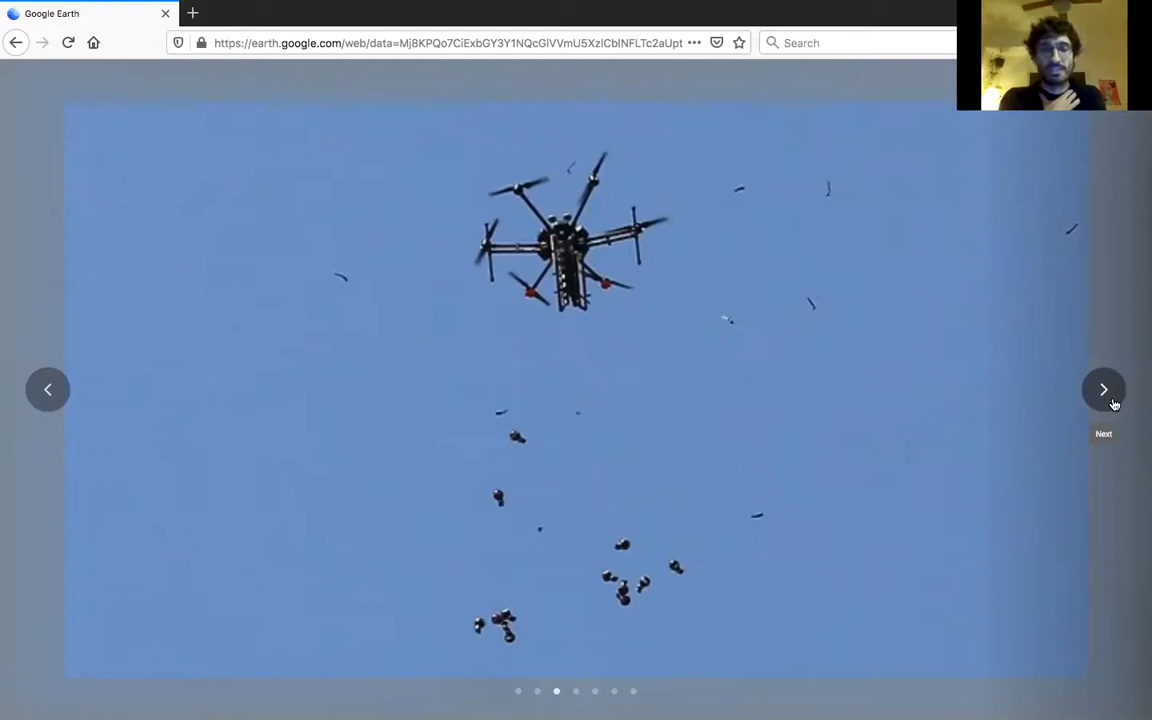 Google Earth
https://earth.google.com/web/data=Mj8KPQo7CiExbGY3Y1NQcGlVVmU5XzlCblNFLTc2aUpt
Search
Next